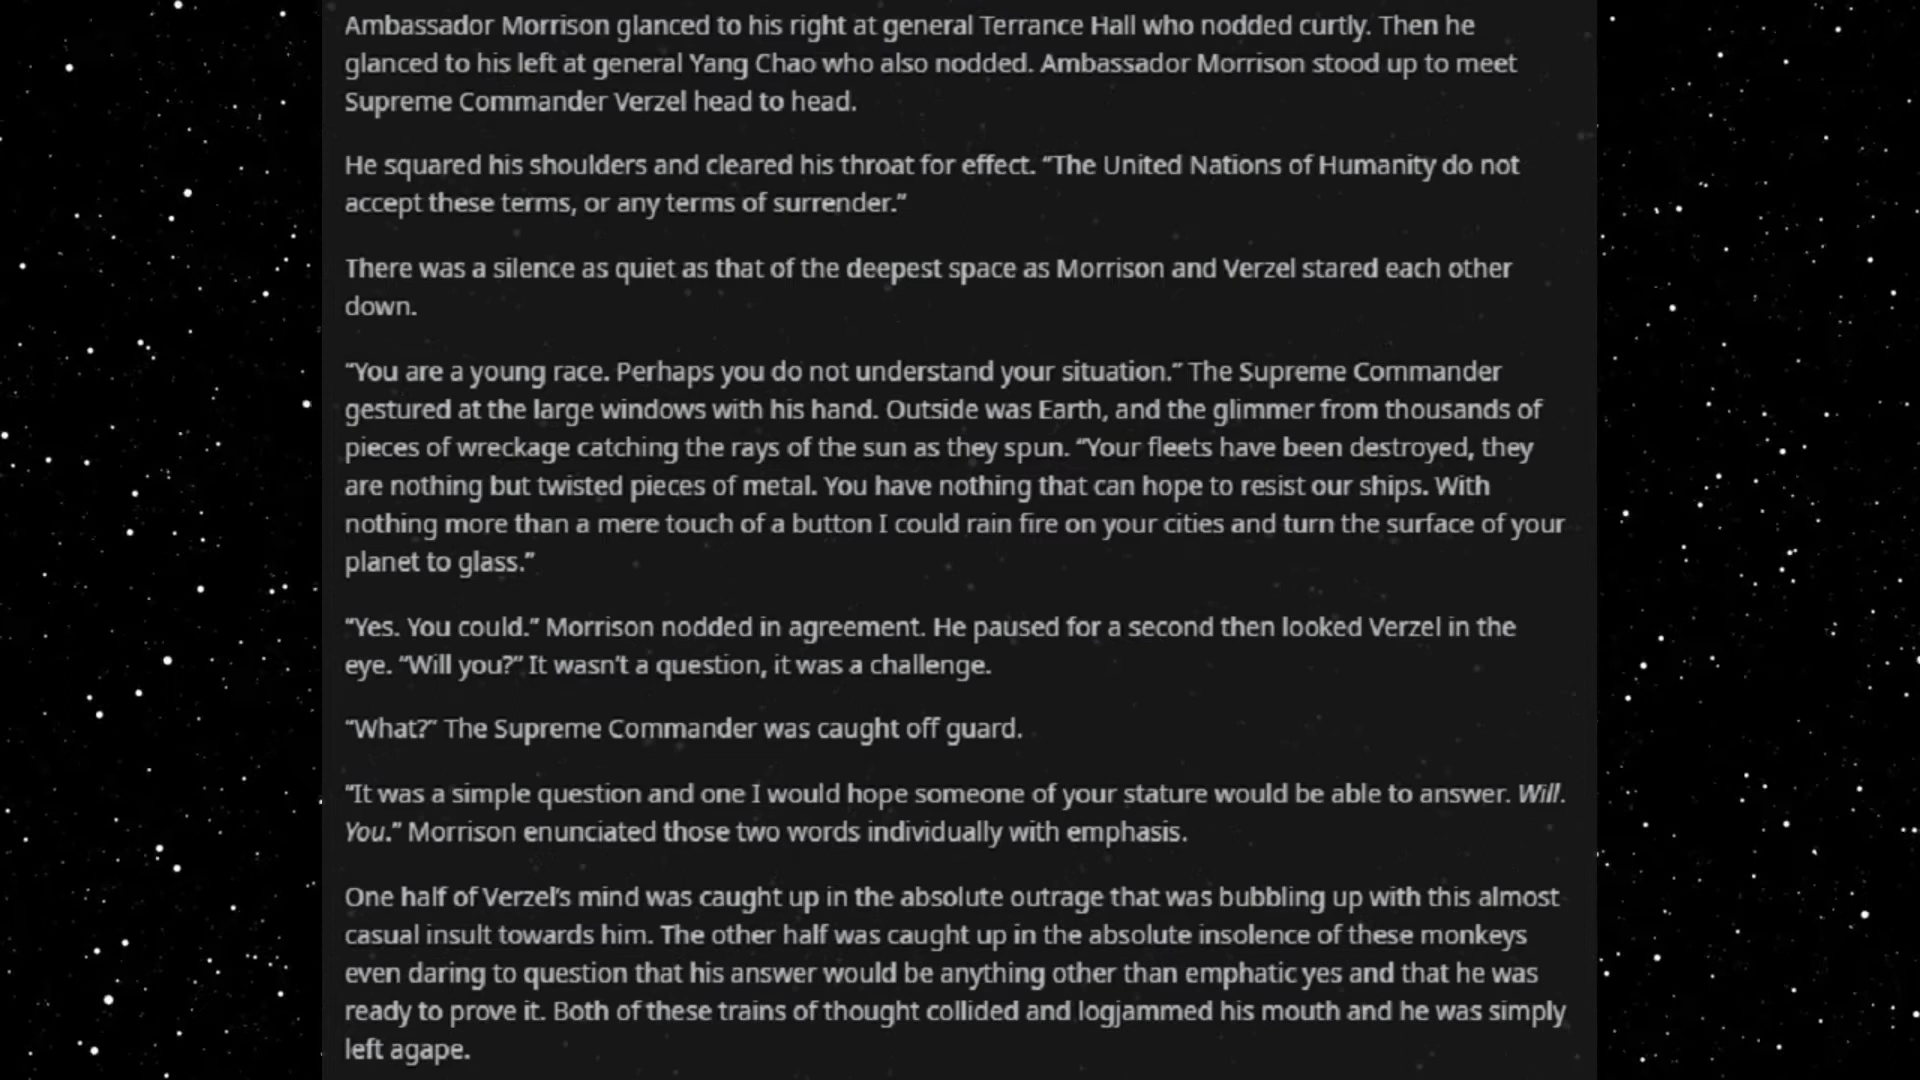 Ambassador Morrison glanced to his right at general Terrance Hall who nodded curtly. Then he
glanced to his left at general Yang Chao who also nodded. Ambassador Morrison stood up to meet
Supreme Commander Verzel head to head.
He squared his shoulders and cleared his throat for effect. “The United Nations of Humanity do not
accept these terms, or any terms of surrender.”
There was a silence as quiet as that of the deepest space as Morrison and Verzel stared each other
down.
“You are a young race. Perhaps you do not understand your situation.” The Supreme Commander
gestured at the large windows with his hand. Outside was Earth, and the glimmer from thousands of
pieces of wreckage catching the rays of the sun as they spun. “Your fleets have been destroyed, they
are nothing but twisted pieces of metal. You have nothing that can hope to resist our ships. With
nothing more than a mere touch of a button I could rain fire on your cities and turn the surface of your
planet to glass.”
“Yes. You could.” Morrison nodded in agreement. He paused for a second then looked Verzel in the
eye. “Will you?” It wasn’t a question, it was a challenge.
“What?” The Supreme Commander was caught off guard.
“It was a simple question and one I would hope someone of your stature would be able to answer. Will.
You.” Morrison enunciated those two words individually with emphasis.
One half of Verzel’s mind was caught up in the absolute outrage that was bubbling up with this almost
casual insult towards him. The other half was caught up in the absolute insolence of these monkeys
even daring to question that his answer would be anything other than emphatic yes and that he was
ready to prove it. Both of these trains of thought collided and logjammed his mouth and he was simply
left agape.